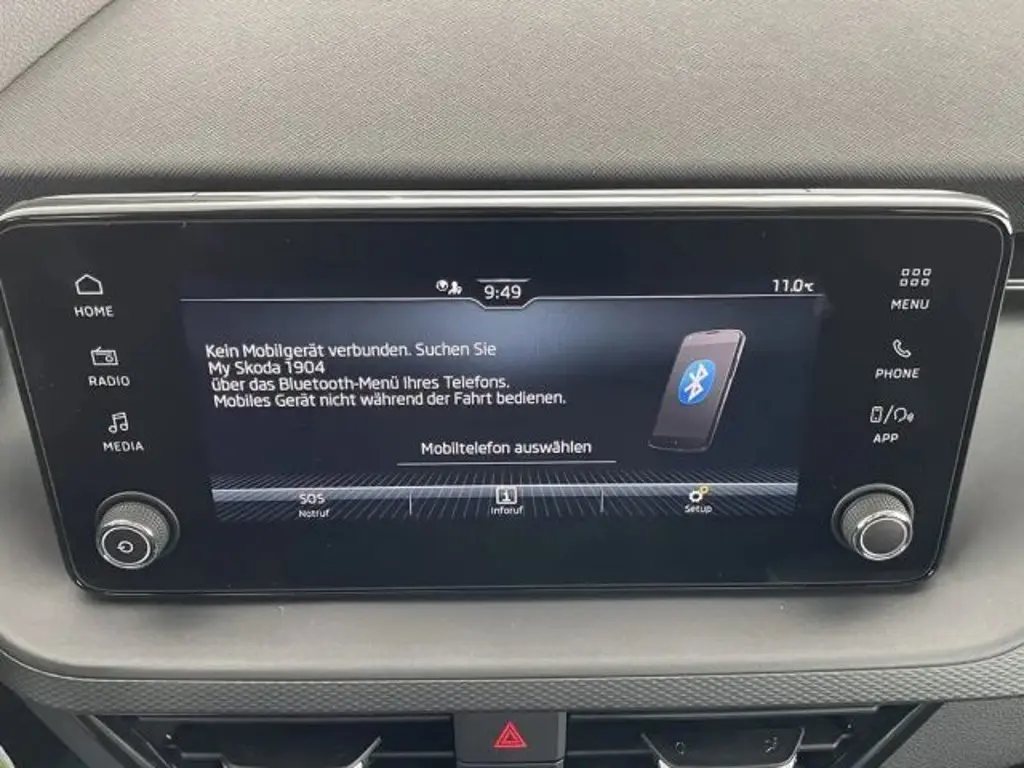 9:49
11.0°C
HOME
RADIO
MEDIA
MENU
PHONE
APP
Kein Mobilgerät verbunden. Suchen Sie
My Skoda 1904
über das Bluetooth-Menü Ihres Telefons.
Mobiles Gerät nicht während der Fahrt bedienen.
Mobiltelefon auswählen
SOS
Notruf
Inforuf
Setup